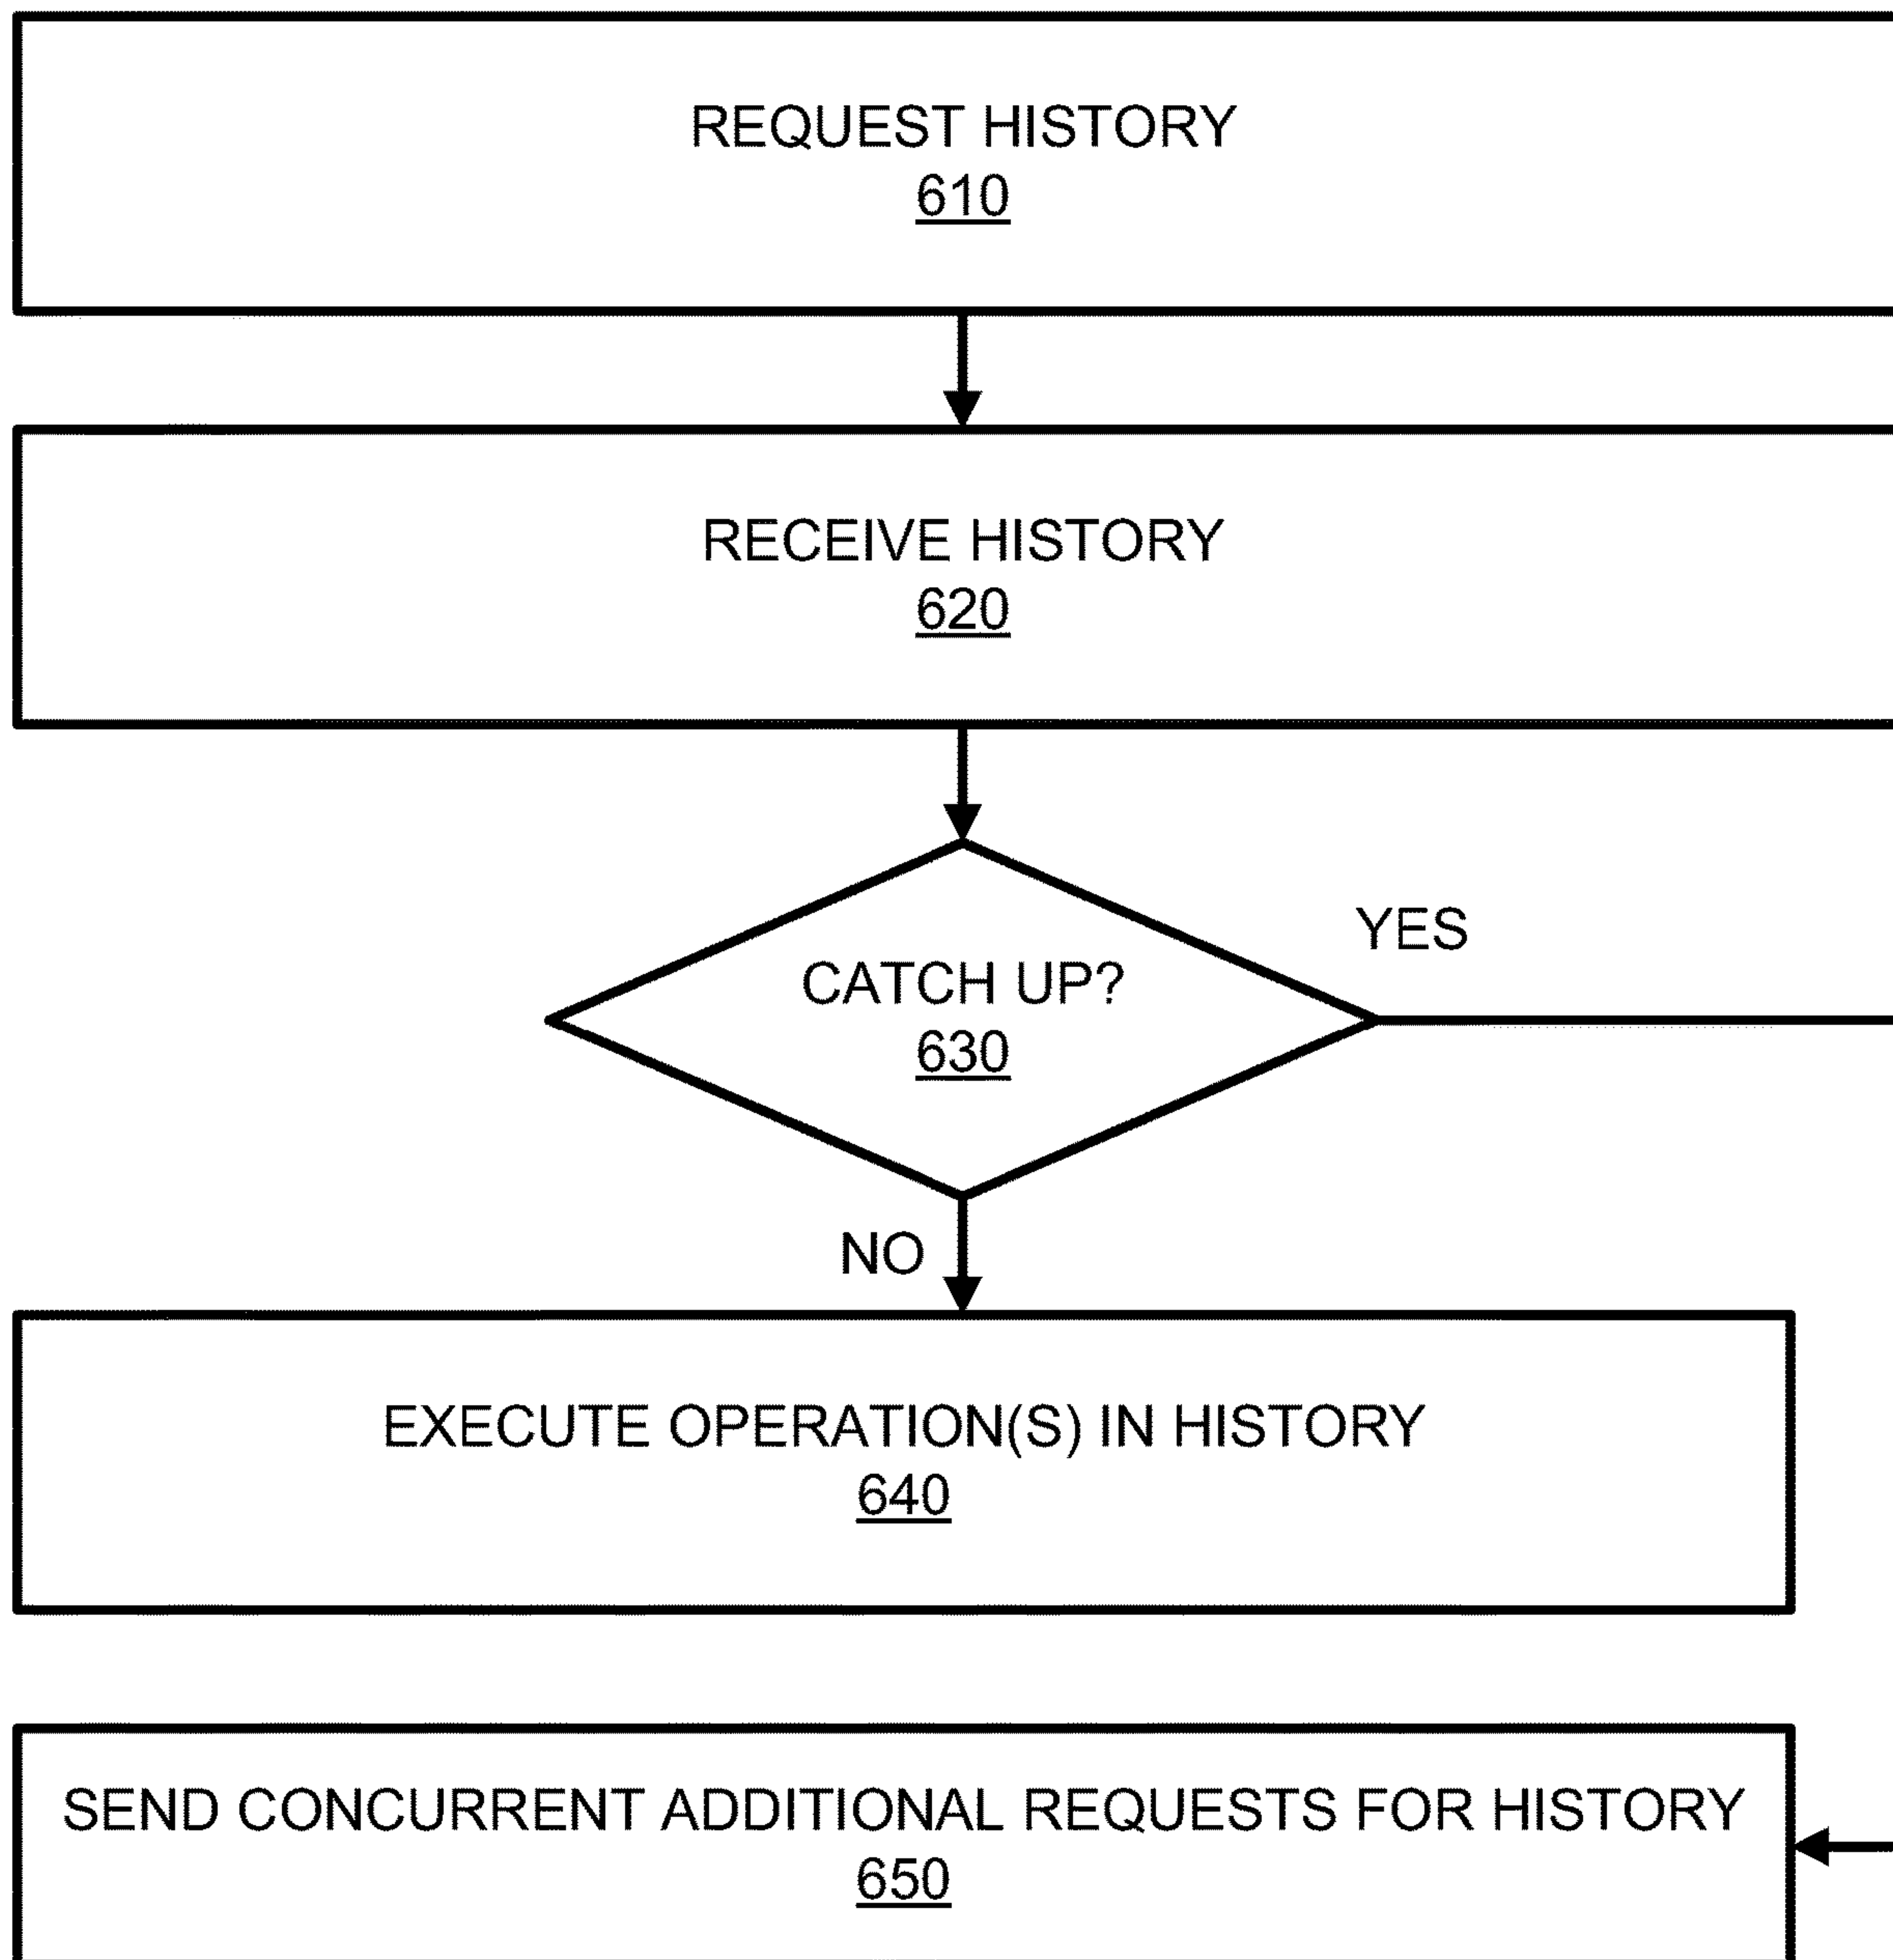 REQUEST HISTORY
610
RECEIVE HISTORY
620
CATCH UP?
630
YES
NO
EXECUTE OPERATION(S) IN HISTORY
640
SEND CONCURRENT ADDITIONAL REQUESTS FOR HISTORY
650